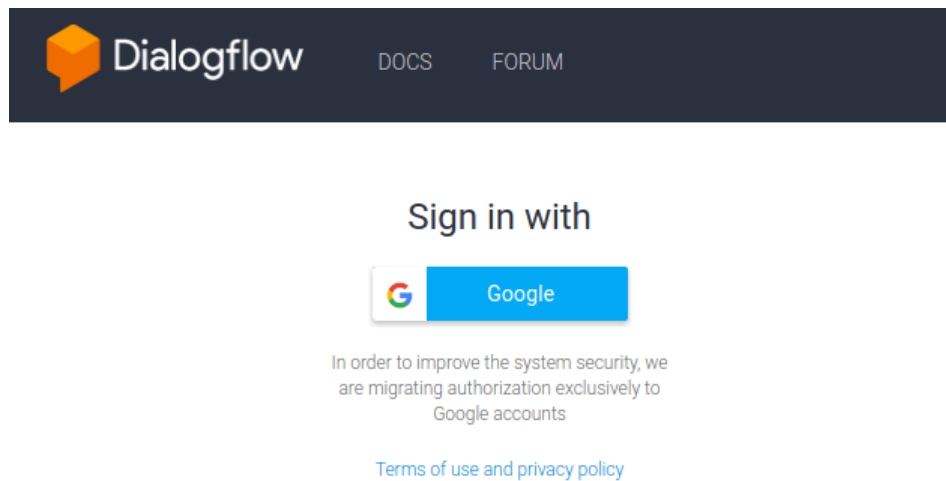 Dialogflow DOCS FORUM
Sign in with
Google
In order to improve the system security, we
are migrating authorization exclusively to
Google accounts
Terms of use and privacy policy